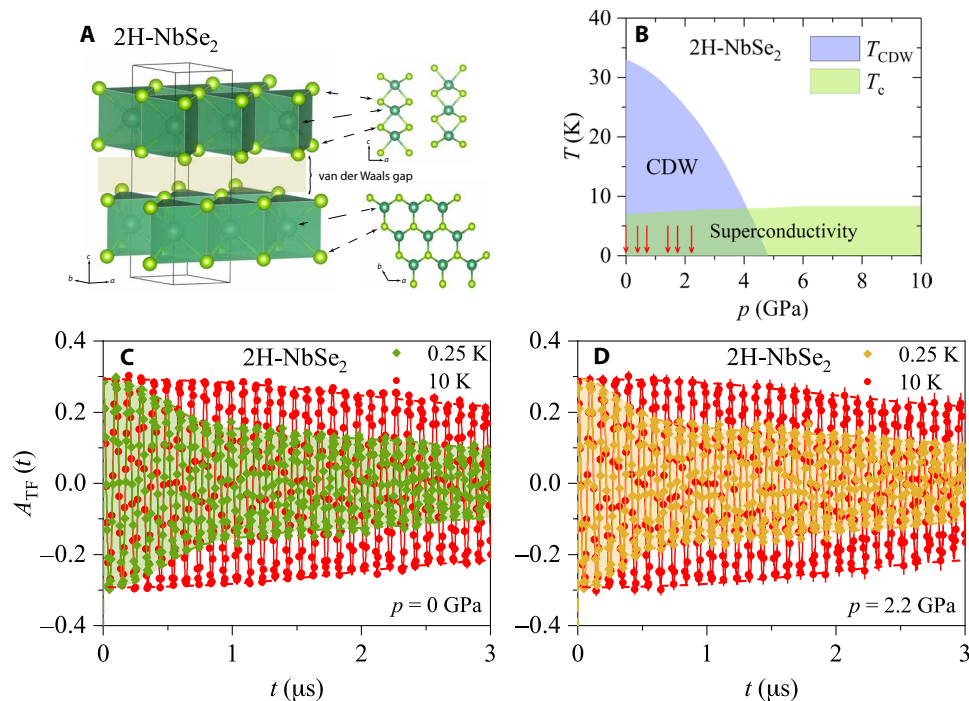 A
2H-NbSe₂
c
a
van der Waals gap
c
b
a
b
a
B
2H-NbSe₂
T_CDW
T_c
CDW
Superconductivity
T (K)
40
30
20
10
0
0 2 4 6 8 10
p (GPa)
C
2H-NbSe₂
0.25 K
10 K
A_TF (t)
0.4
0.2
0.0
–0.2
–0.4
p = 0 GPa
0 1 2 3
t (μs)
D
2H-NbSe₂
0.25 K
10 K
0.4
0.2
0.0
–0.2
–0.4
p = 2.2 GPa
0 1 2 3
t (μs)